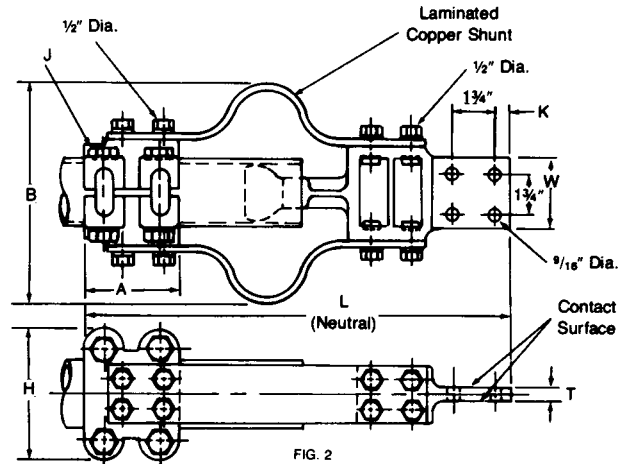 Laminated
Copper Shunt
½" Dia.
½" Dia.
J
1¾"
K
B
W
1¾"
9/16" Dia.
A
L
(Neutral)
Contact
Surface
H
T
FIG. 2